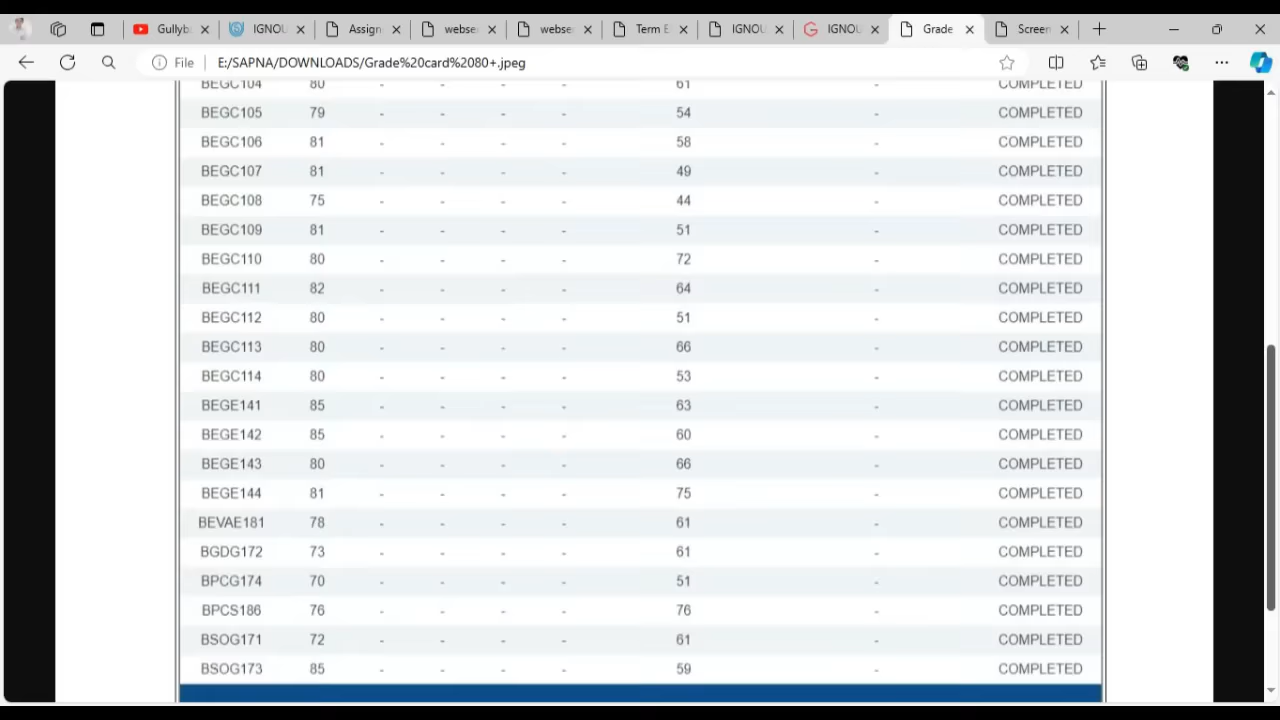 Gullyb
IGNOU
Assign
webse
webse
Term E
IGNOU
IGNOU
Grade
Screen
File E:/SAPNA/DOWNLOADS/Grade%20card%2080+.jpeg
BEGC104 80 - - - - 61 - COMPLETED
BEGC105 79 - - - - 54 - COMPLETED
BEGC106 81 - - - - 58 - COMPLETED
BEGC107 81 - - - - 49 - COMPLETED
BEGC108 75 - - - - 44 - COMPLETED
BEGC109 81 - - - - 51 - COMPLETED
BEGC110 80 - - - - 72 - COMPLETED
BEGC111 82 - - - - 64 - COMPLETED
BEGC112 80 - - - - 51 - COMPLETED
BEGC113 80 - - - - 66 - COMPLETED
BEGC114 80 - - - - 53 - COMPLETED
BEGE141 85 - - - - 63 - COMPLETED
BEGE142 85 - - - - 60 - COMPLETED
BEGE143 80 - - - - 66 - COMPLETED
BEGE144 81 - - - - 75 - COMPLETED
BEVAE181 78 - - - - 61 - COMPLETED
BGDG172 73 - - - - 61 - COMPLETED
BPCG174 70 - - - - 51 - COMPLETED
BPCS186 76 - - - - 76 - COMPLETED
BSOG171 72 - - - - 61 - COMPLETED
BSOG173 85 - - - - 59 - COMPLETED